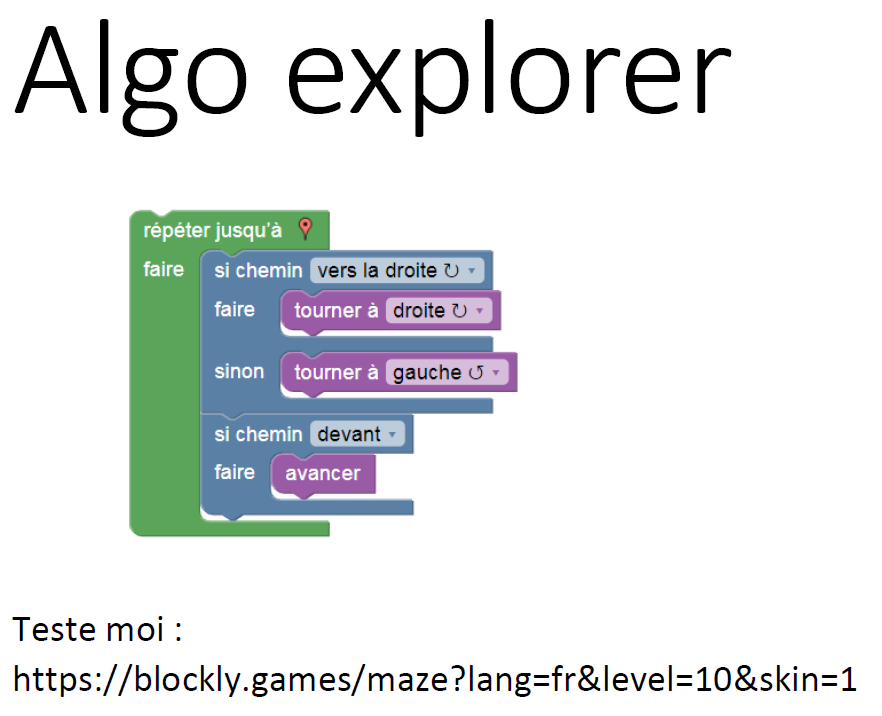 Algo explorer
répéter jusqu'à
faire si chemin vers la droite ↻
faire tourner à droite ↻
sinon tourner à gauche ↺
si chemin devant
faire avancer
Teste moi :
https://blockly.games/maze?lang=fr&level=10&skin=1